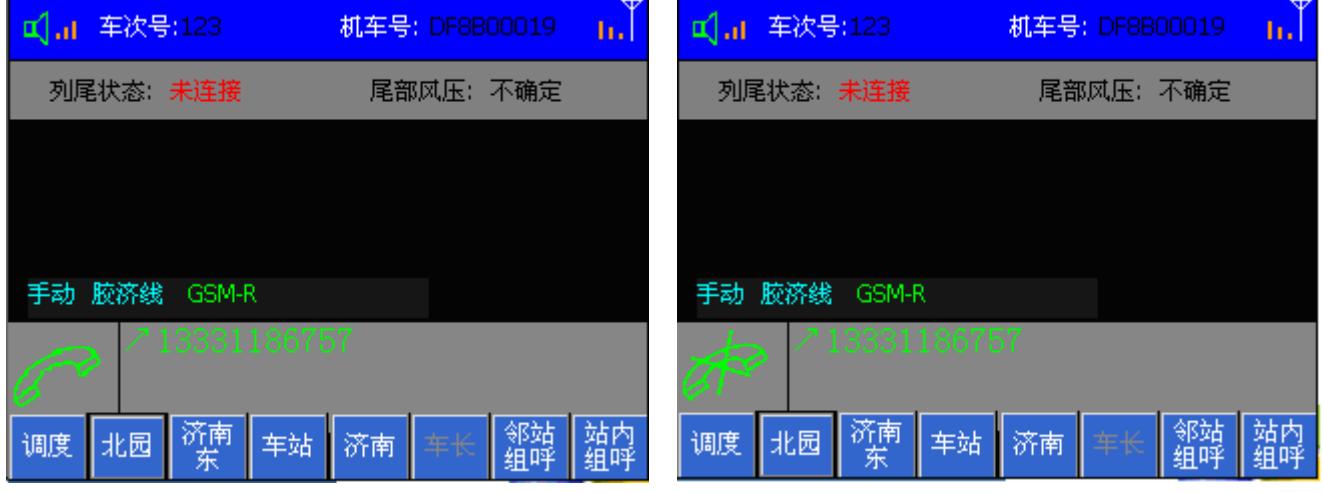 车次号:123 机车号: DF8B00019
列尾状态: 未连接 尾部风压: 不确定
手动 胶济线 GSM-R
↗13331186757
调度 北园 济南东 车站 济南 车长 邻站组呼 站内组呼
车次号:123 机车号: DF8B00019
列尾状态: 未连接 尾部风压: 不确定
手动 胶济线 GSM-R
↗13331186757
调度 北园 济南东 车站 济南 车长 邻站组呼 站内组呼